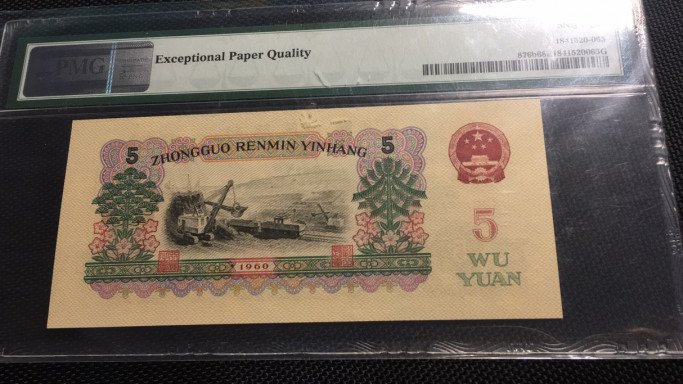 PMG
Exceptional Paper Quality
5
ZHONGGUO RENMIN YINHANG
5
5
WU
YUAN
1960